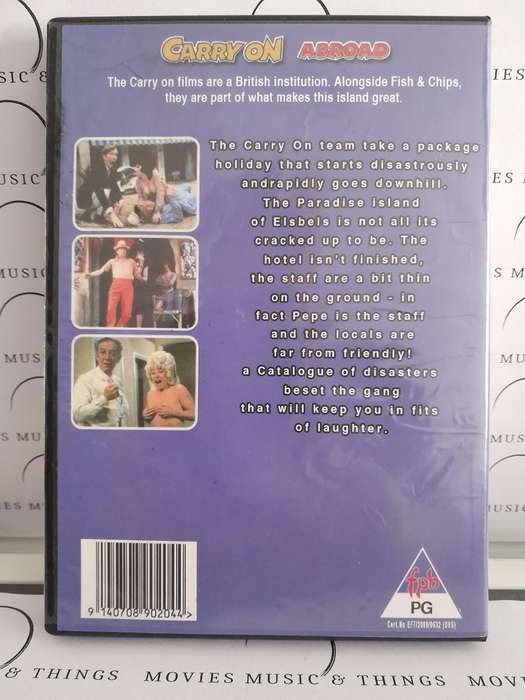 CARRY ON ABROAD
The Carry on films are a British institution. Alongside Fish & Chips,
they are part of what makes this island great.
The Carry On team take a package
holiday that starts disastrously
andrapidly goes downhill.
The Paradise island
of Elsbels is not all its
cracked up to be. The
hotel isn't finished,
the staff are a bit thin
on the ground - in
fact Pepe is the staff
and the locals are
far from friendly!
a Catalogue of disasters
beset the gang
that will keep you in fits
of laughter.
9 140708 902044 >
fpb
PG
MOVIES MUSIC & THINGS